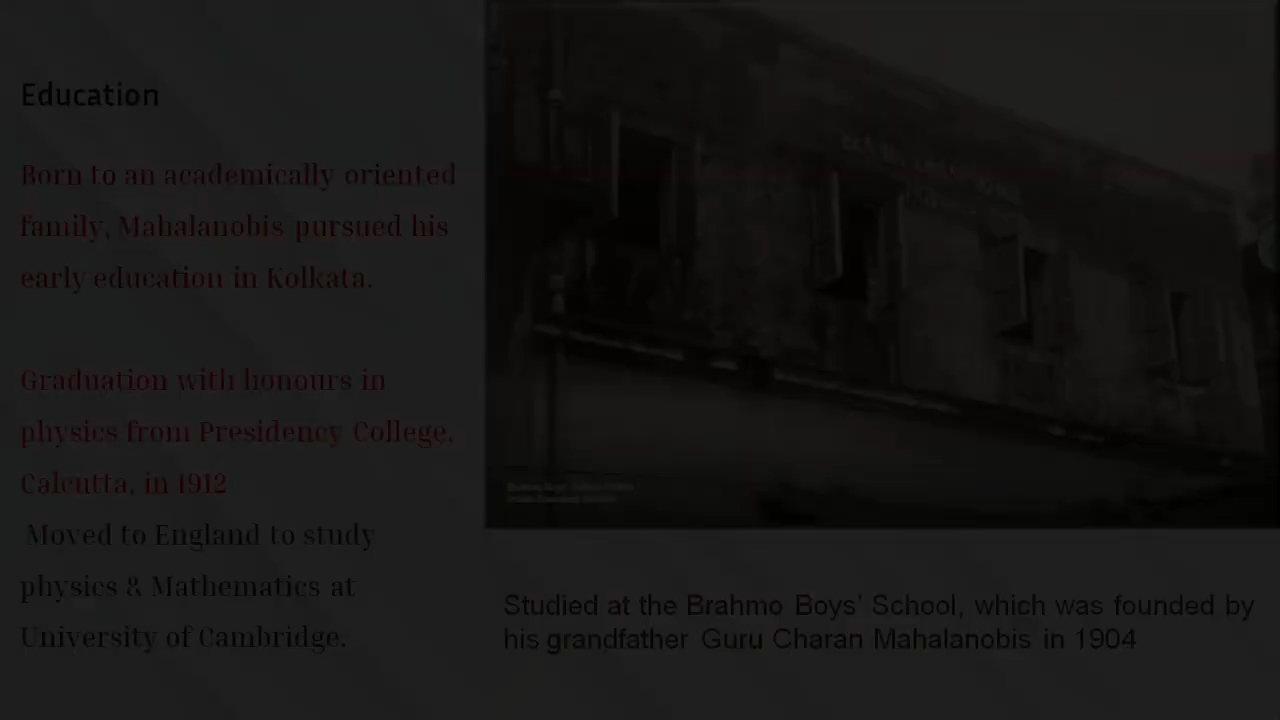 Education
Born to an academically oriented
family, Mahalanobis pursued his
early education in Kolkata.
Graduation with honours in
physics from Presidency College,
Calcutta, in 1912
Moved to England to study
physics & Mathematics at
University of Cambridge.
Studied at the Brahmo Boys' School, which was founded by
his grandfather Guru Charan Mahalanobis in 1904